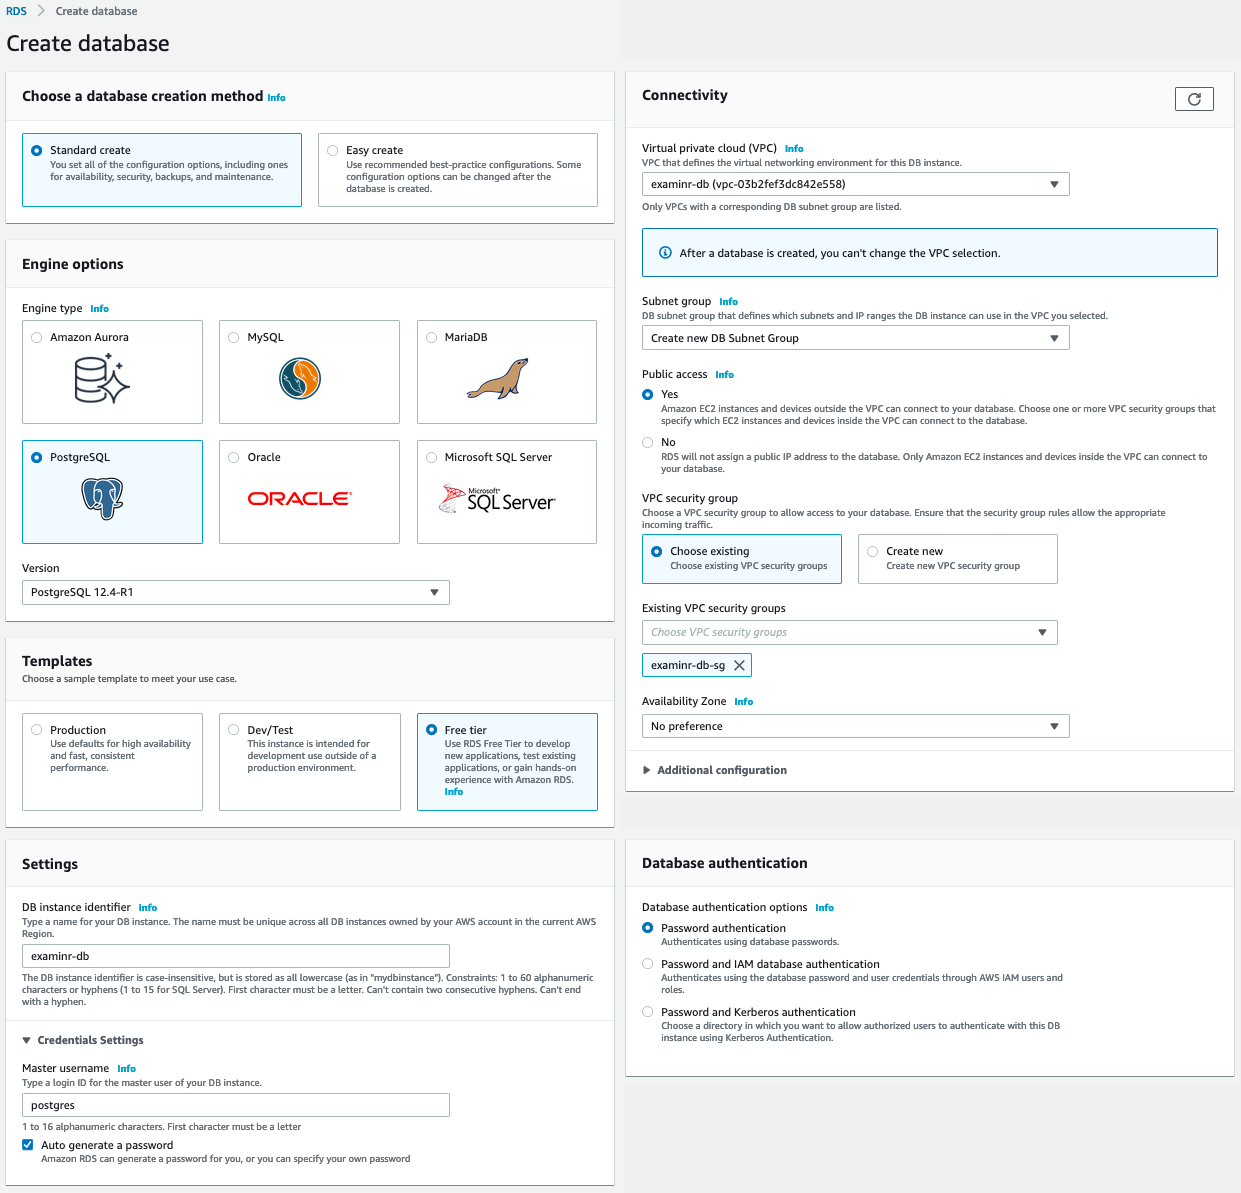 RDS > Create database
Create database
Choose a database creation method Info
Standard create
You set all of the configuration options, including ones
for availability, security, backups, and maintenance.
Easy create
Use recommended best-practice configurations. Some
configuration options can be changed after the
database is created.
Engine options
Engine type Info
Amazon Aurora
MySQL
MariaDB
PostgreSQL
Oracle
ORACLE
Microsoft SQL Server
Microsoft
SQL Server
Version
PostgreSQL 12.4-R1
Templates
Choose a sample template to meet your use case.
Production
Use defaults for high availability
and fast, consistent
performance.
Dev/Test
This instance is intended for
development use outside of a
production environment.
Free tier
Use RDS Free Tier to develop
new applications, test existing
applications, or gain hands-on
experience with Amazon RDS.
Info
Settings
DB instance identifier Info
Type a name for your DB instance. The name must be unique across all DB instances owned by your AWS account in the current AWS
Region.
examinr-db
The DB instance identifier is case-insensitive, but is stored as all lowercase (as in "mydbinstance"). Constraints: 1 to 60 alphanumeric
characters or hyphens (1 to 15 for SQL Server). First character must be a letter. Can't contain two consecutive hyphens. Can't end
with a hyphen.
Credentials Settings
Master username Info
Type a login ID for the master user of your DB instance.
postgres
1 to 16 alphanumeric characters. First character must be a letter
Auto generate a password
Amazon RDS can generate a password for you, or you can specify your own password
Connectivity
Virtual private cloud (VPC) Info
VPC that defines the virtual networking environment for this DB instance.
examinr-db (vpc-03b2fef3dc842e558)
Only VPCs with a corresponding DB subnet group are listed.
After a database is created, you can't change the VPC selection.
Subnet group Info
DB subnet group that defines which subnets and IP ranges the DB instance can use in the VPC you selected.
Create new DB Subnet Group
Public access Info
Yes
Amazon EC2 instances and devices outside the VPC can connect to your database. Choose one or more VPC security groups that
specify which EC2 instances and devices inside the VPC can connect to the database.
No
RDS will not assign a public IP address to the database. Only Amazon EC2 instances and devices inside the VPC can connect to
your database.
VPC security group
Choose a VPC security group to allow access to your database. Ensure that the security group rules allow the appropriate
incoming traffic.
Choose existing
Choose existing VPC security groups
Create new
Create new VPC security group
Existing VPC security groups
Choose VPC security groups
examinr-db-sg
Availability Zone Info
No preference
Additional configuration
Database authentication
Database authentication options Info
Password authentication
Authenticates using database passwords.
Password and IAM database authentication
Authenticates using the database password and user credentials through AWS IAM users and
roles.
Password and Kerberos authentication
Choose a directory in which you want to allow authorized users to authenticate with this DB
instance using Kerberos Authentication.